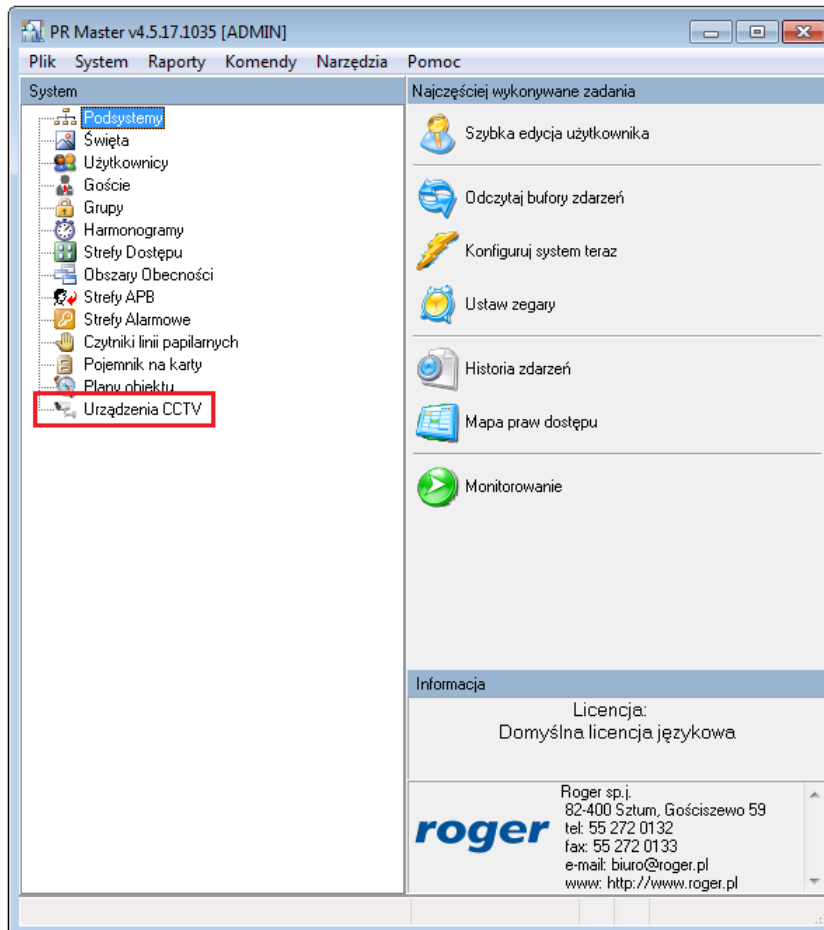 PR Master v4.5.17.1035 [ADMIN]
Plik System Raporty Komendy Narzędzia Pomoc
System
Podsystemy
Święta
Użytkownicy
Goście
Grupy
Harmonogramy
Strefy Dostępu
Obszary Obecności
Strefy APB
Strefy Alarmowe
Czytniki linii papilarnych
Pojemnik na karty
Plany obiektu
Urządzenia CCTV
Najczęściej wykonywane zadania
Szybka edycja użytkownika
Odczytaj bufory zdarzeń
Konfiguruj system teraz
Ustaw zegary
Historia zdarzeń
Mapa praw dostępu
Monitorowanie
Informacja
Licencja:
Domyślna licencja językowa
roger
Roger sp.j.
82-400 Sztum, Gościszewo 59
tel: 55 272 0132
fax: 55 272 0133
e-mail: biuro@roger.pl
www: http://www.roger.pl